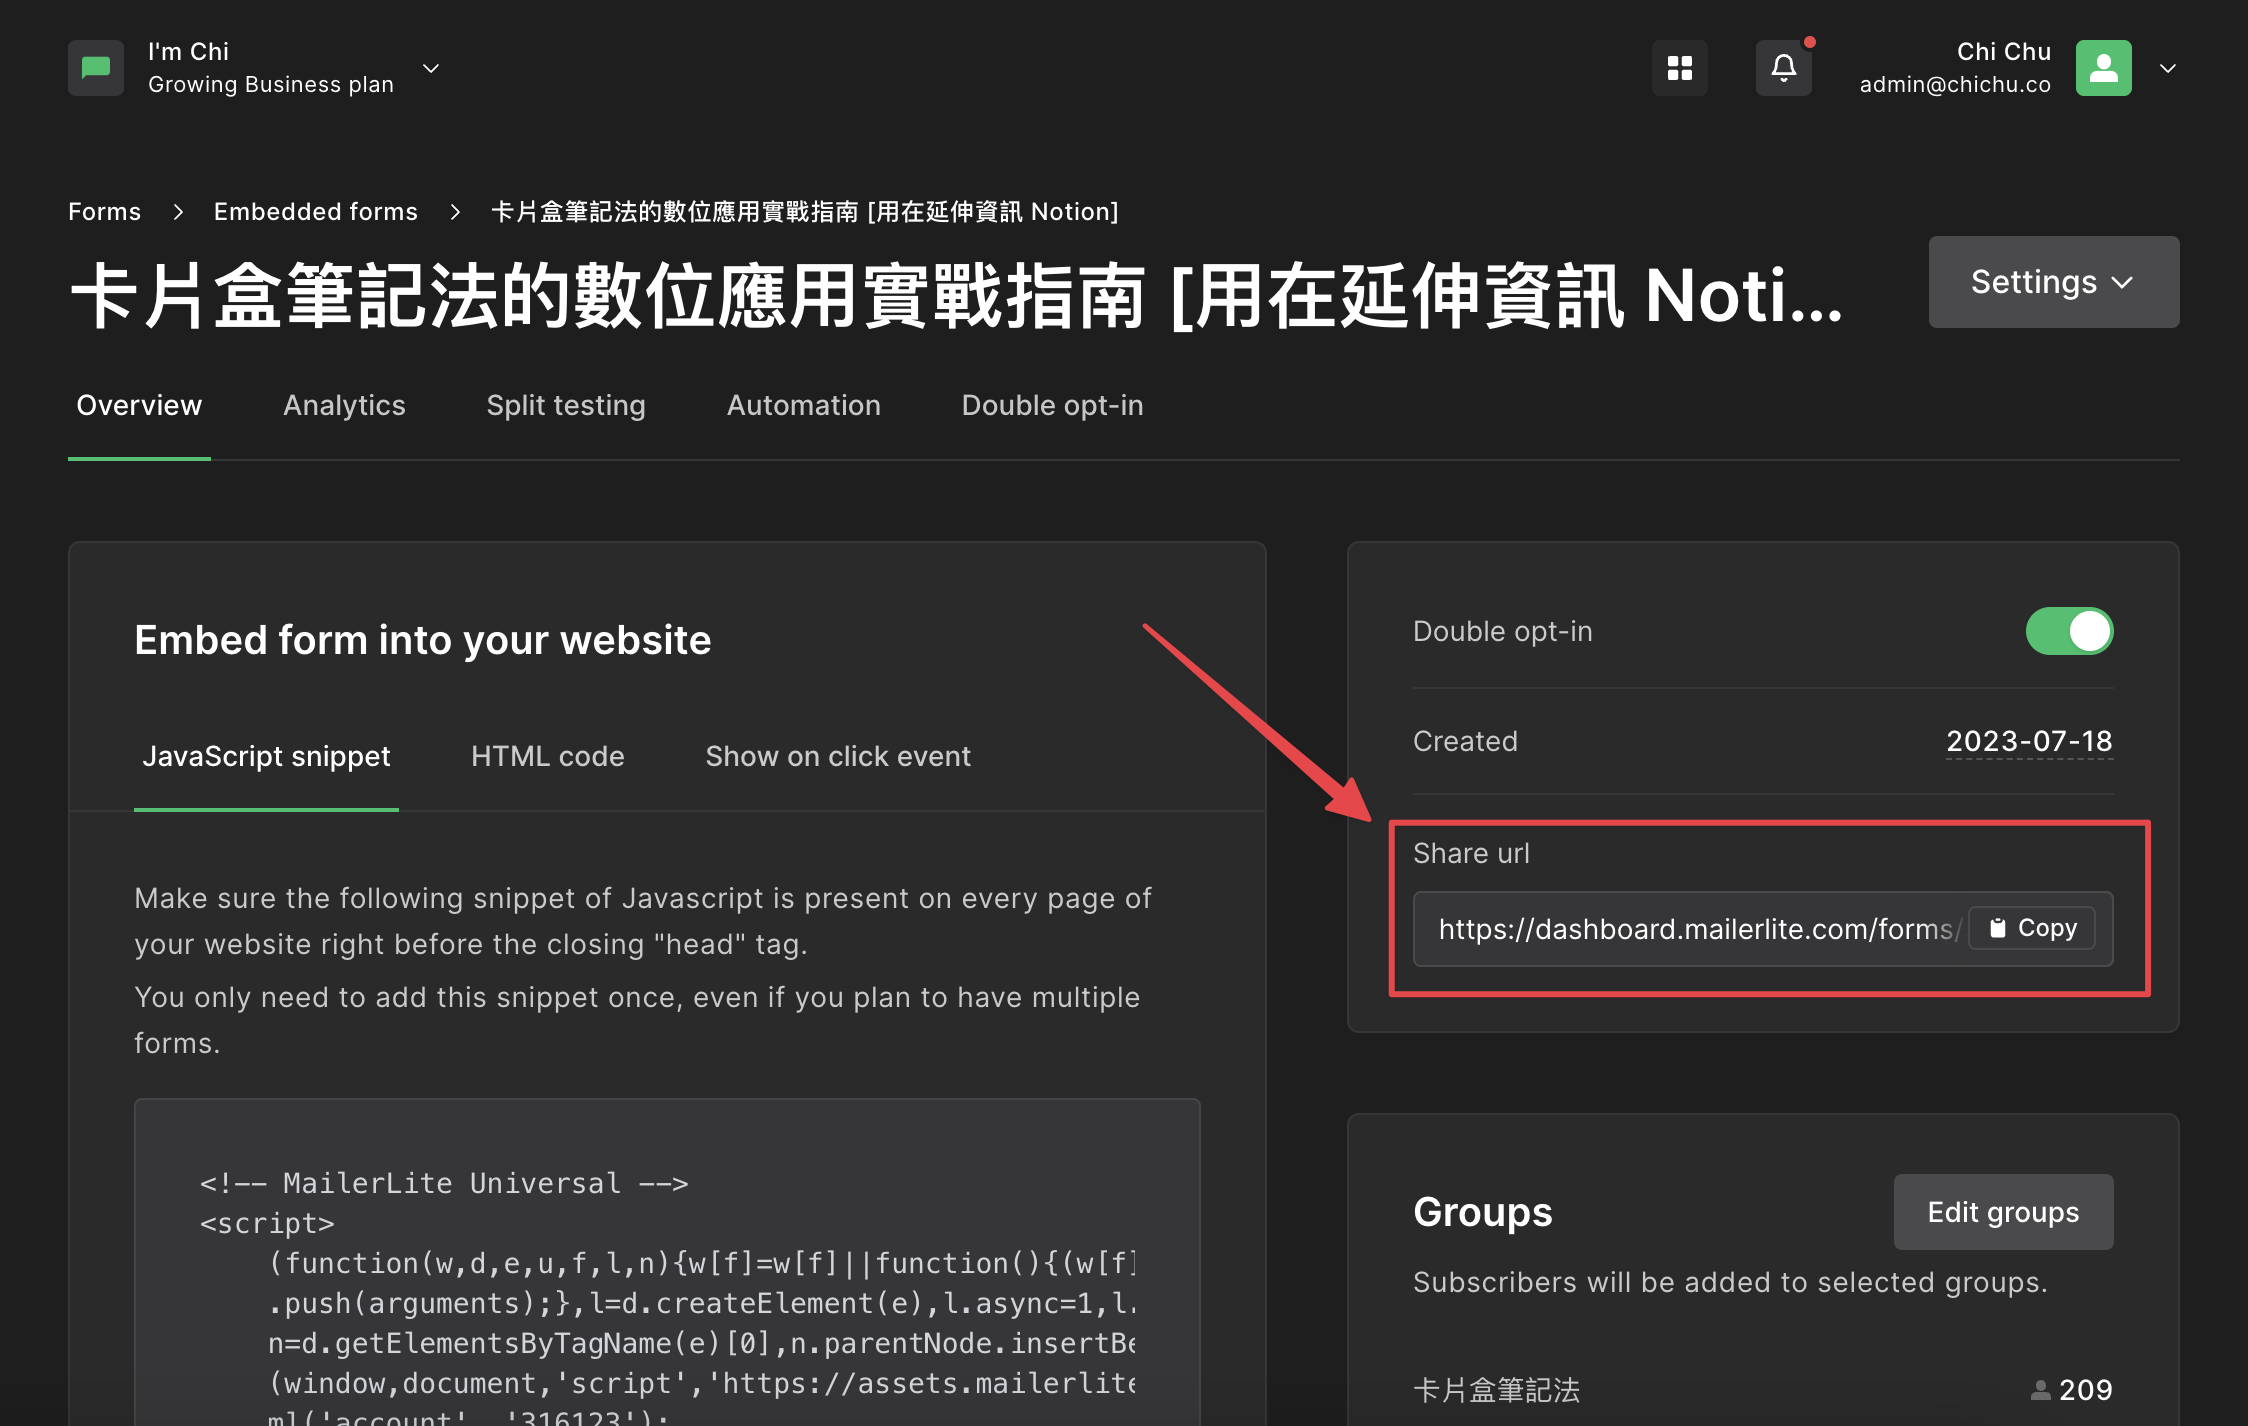 I'm Chi
Growing Business plan
Chi Chu
admin@chichu.co
Forms > Embedded forms > 卡片盒筆記法的數位應用實戰指南 [用在延伸資訊 Notion]
卡片盒筆記法的數位應用實戰指南 [用在延伸資訊 Noti...
Settings
Overview Analytics Split testing Automation Double opt-in
Embed form into your website
JavaScript snippet HTML code Show on click event
Make sure the following snippet of Javascript is present on every page of
your website right before the closing "head" tag.
You only need to add this snippet once, even if you plan to have multiple
forms.
<!-- MailerLite Universal -->
<script>
(function(w,d,e,u,f,l,n){w[f]=w[f]||function(){(w[f]
.push(arguments);},l=d.createElement(e),l.async=1,l.
n=d.getElementsByTagName(e)[0],n.parentNode.insertBe
(window,document,'script','https://assets.mailerlite
ml('account', '316123');
Double opt-in
Created 2023-07-18
Share url
https://dashboard.mailerlite.com/forms/ Copy
Groups
Edit groups
Subscribers will be added to selected groups.
卡片盒筆記法 209